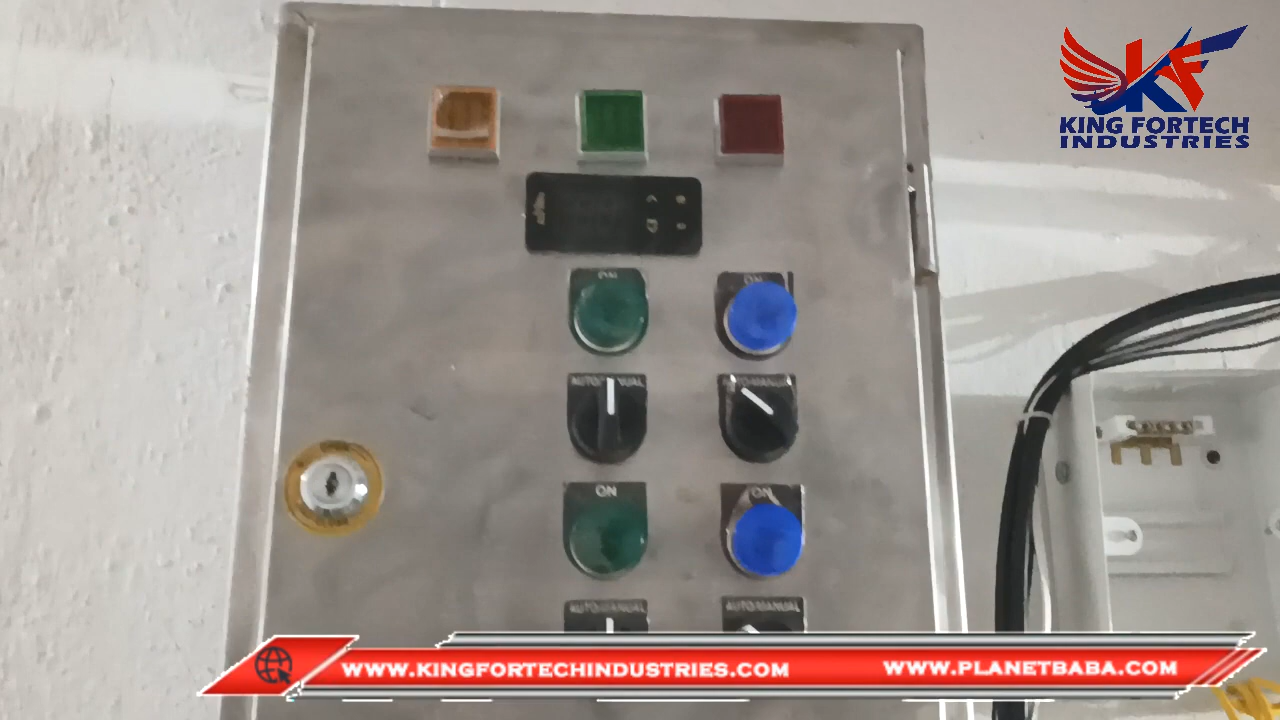 KING FORTECH
INDUSTRIES
ON
ON
AUTO MANUAL
ON
ON
AUTO MANUAL
AUTO MANUAL
WWW.KINGFORTECHINDUSTRIES.COM
WWW.PLANETBABA.COM